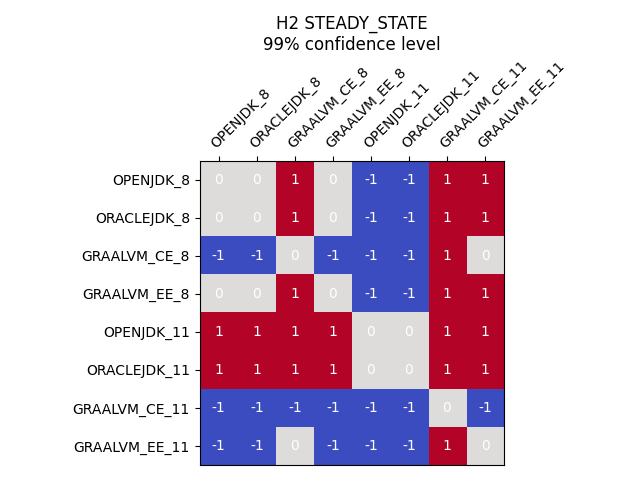 H2 STEADY_STATE
99% confidence level
OPENJDK_8 ORACLEJDK_8 GRAALVM_CE_8 GRAALVM_EE_8 OPENJDK_11 ORACLEJDK_11 GRAALVM_CE_11 GRAALVM_EE_11
OPENJDK_8 0 0 1 0 -1 -1 1 1
ORACLEJDK_8 0 0 1 0 -1 -1 1 1
GRAALVM_CE_8 -1 -1 0 -1 -1 -1 1 0
GRAALVM_EE_8 0 0 1 0 -1 -1 1 1
OPENJDK_11 1 1 1 1 0 0 1 1
ORACLEJDK_11 1 1 1 1 0 0 1 1
GRAALVM_CE_11 -1 -1 -1 -1 -1 -1 0 -1
GRAALVM_EE_11 -1 -1 0 -1 -1 -1 1 0